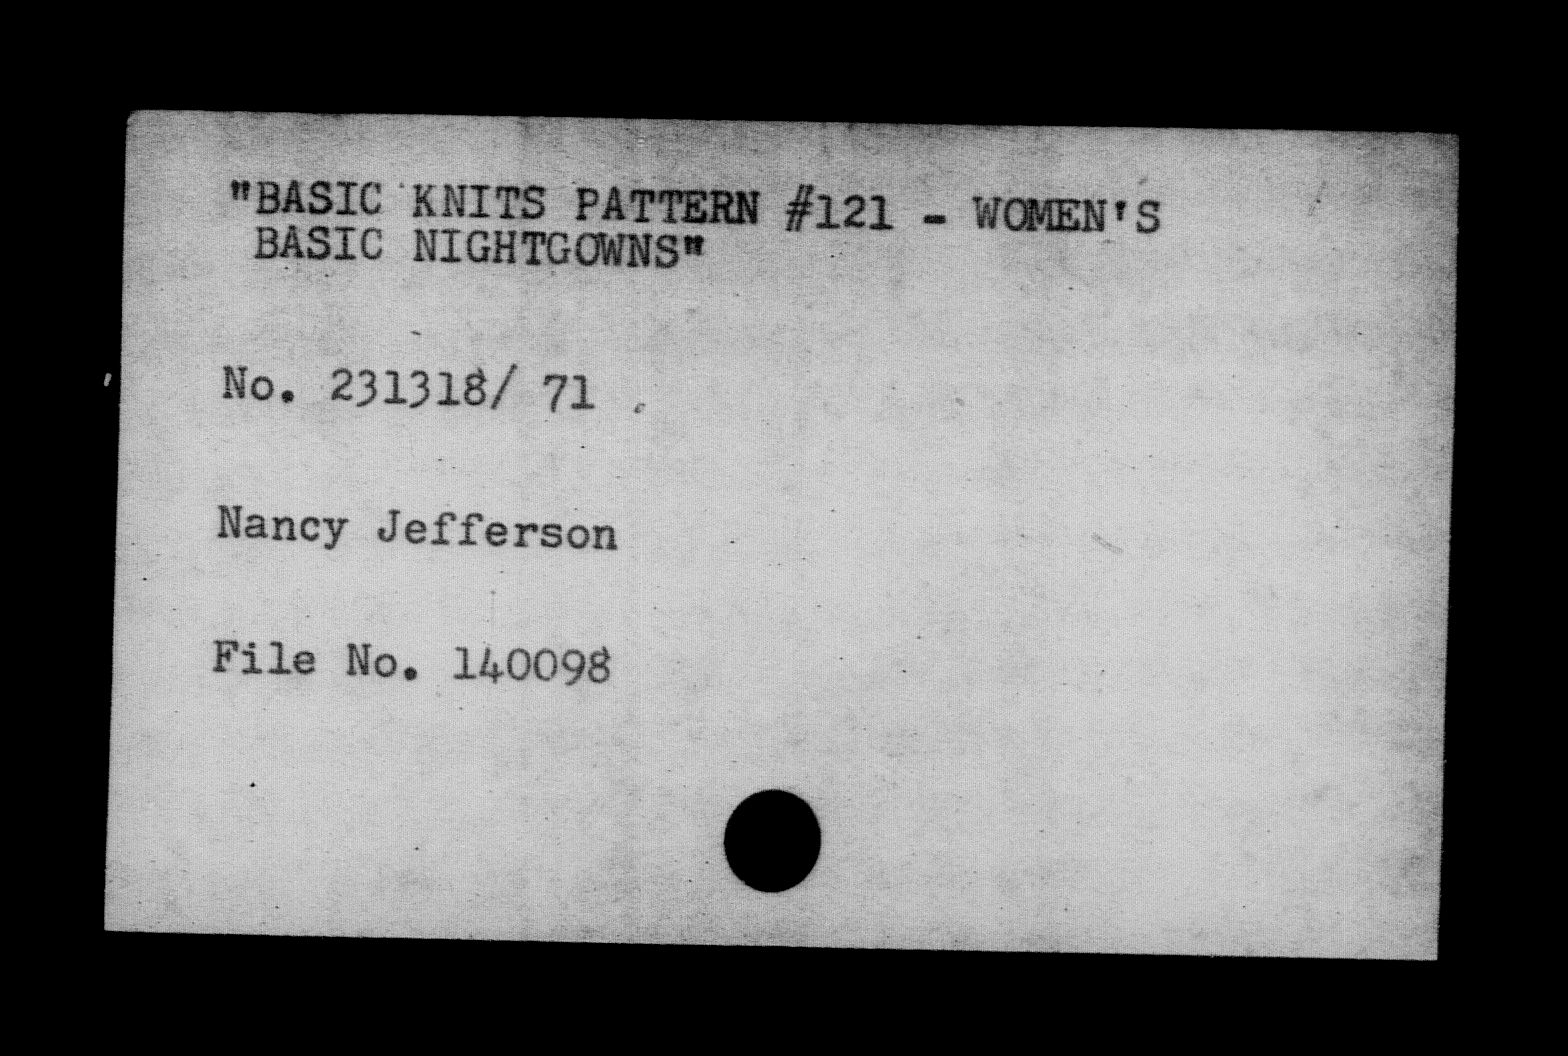 "BASIC KNITS PATTERN #121 - WOMEN'S
BASIC NIGHTGOWNS"
No. 231318/ 71
Nancy Jefferson
File No. 140098